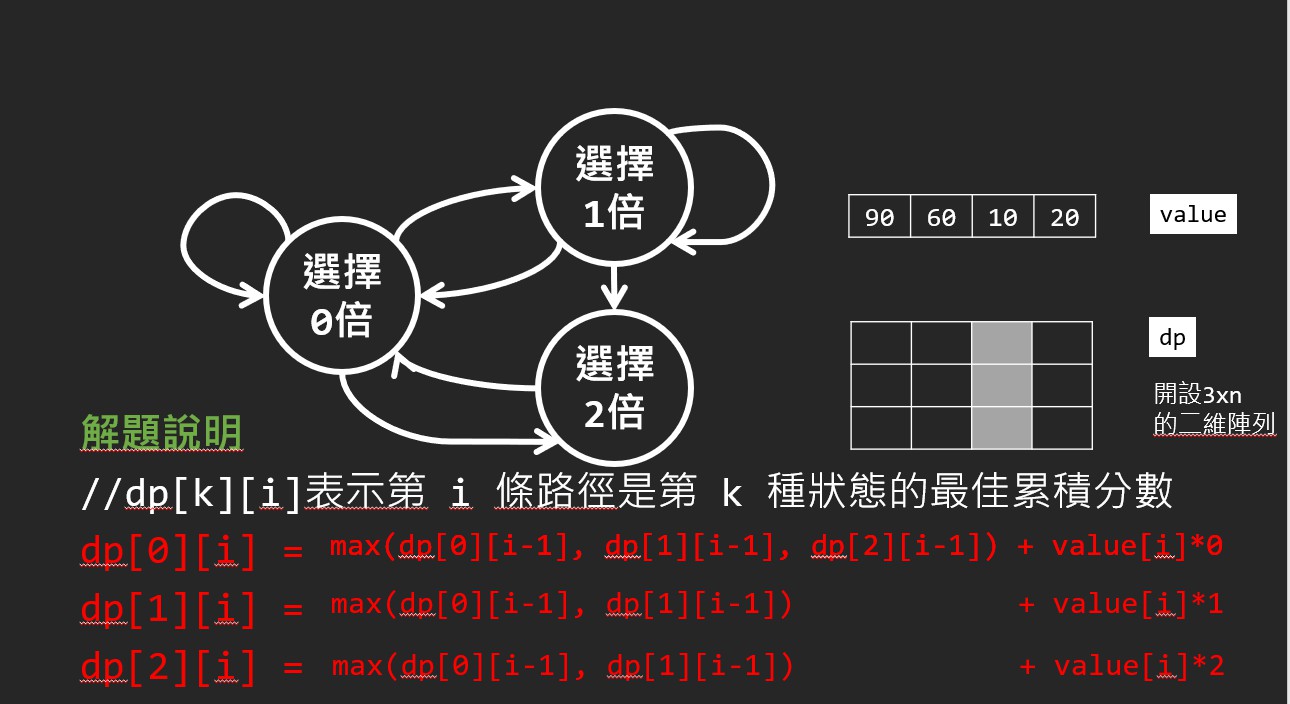 選擇
1倍
選擇
0倍
選擇
2倍
90 60 10 20
value
dp
開設3xn
的二維陣列
解題說明
//dp[k][i]表示第 i 條路徑是第 k 種狀態的最佳累積分數
dp[0][i] = max(dp[0][i-1], dp[1][i-1], dp[2][i-1]) + value[i]*0
dp[1][i] = max(dp[0][i-1], dp[1][i-1]) + value[i]*1
dp[2][i] = max(dp[0][i-1], dp[1][i-1]) + value[i]*2